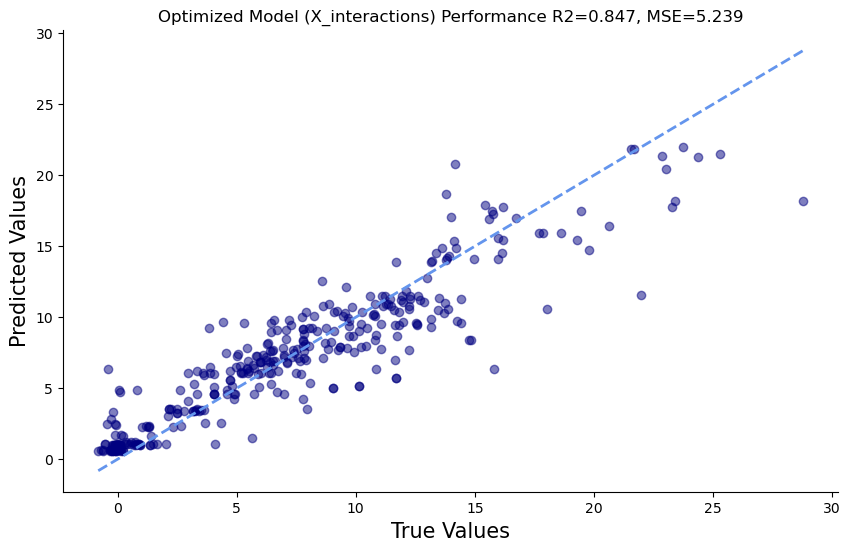 Optimized Model (X_interactions) Performance R2=0.847, MSE=5.239
30
25
20
15
10
5
0
Predicted Values
0 5 10 15 20 25 30
True Values